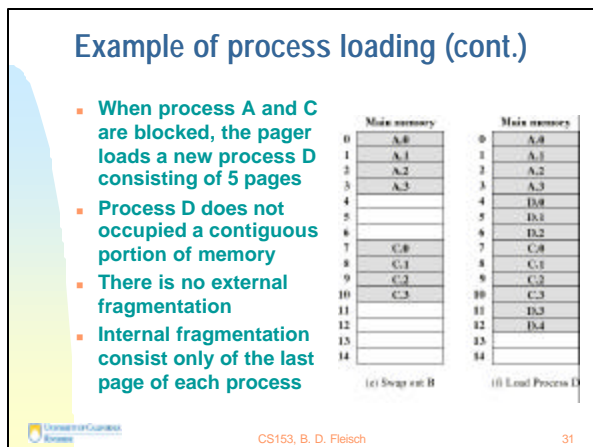 Example of process loading (cont.)
When process A and C
are blocked, the pager
loads a new process D
consisting of 5 pages
Process D does not
occupied a contiguous
portion of memory
There is no external
fragmentation
Internal fragmentation
consist only of the last
page of each process
Main memory
0 A.0
1 A.1
2 A.2
3 A.3
4
5
6
7 C.0
8 C.1
9 C.2
10 C.3
11
12
13
14
(e) Swap out B
Main memory
0 A.0
1 A.1
2 A.2
3 A.3
4 D.0
5 D.1
6 D.2
7 C.0
8 C.1
9 C.2
10 C.3
11 D.3
12 D.4
13
14
(f) Load Process D
CS153, B. D. Fleisch
31